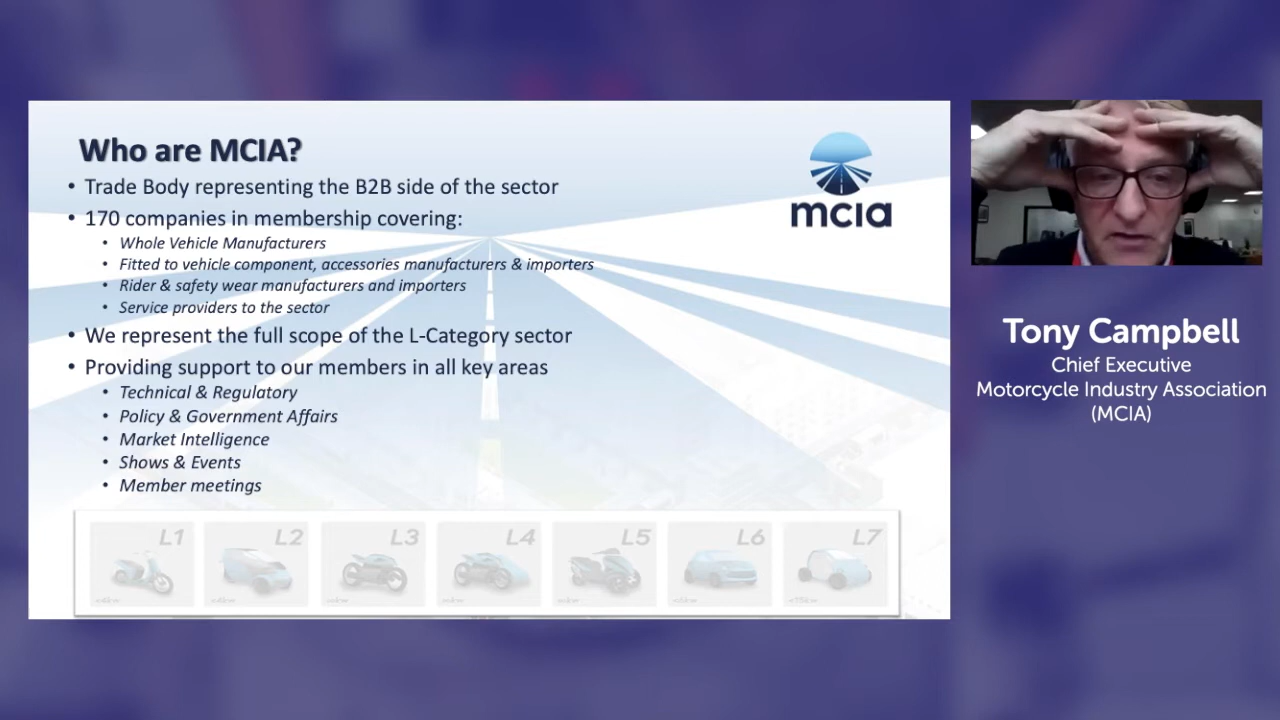 Who are MCIA?
• Trade Body representing the B2B side of the sector
• 170 companies in membership covering:
• Whole Vehicle Manufacturers
• Fitted to vehicle component, accessories manufacturers & importers
• Rider & safety wear manufacturers and importers
• Service providers to the sector
• We represent the full scope of the L-Category sector
• Providing support to our members in all key areas
• Technical & Regulatory
• Policy & Government Affairs
• Market Intelligence
• Shows & Events
• Member meetings
mcia
L1 L2 L3 L4 L5 L6 L7
Tony Campbell
Chief Executive
Motorcycle Industry Association
(MCIA)